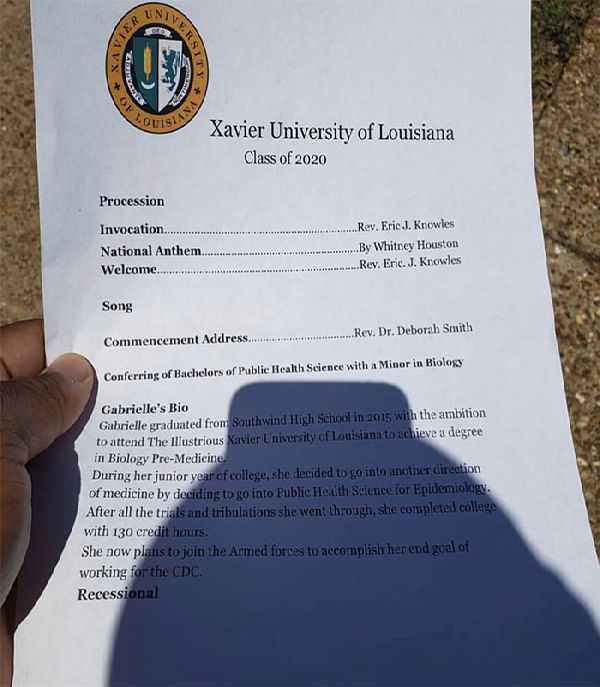 XAVIER UNIVERSITY
OF LOUISIANA
DEO
Xavier University of Louisiana
Class of 2020
Procession
Invocation..........................................Rev. Eric J. Knowles
National Anthem...................................By Whitney Houston
Welcome............................................Rev. Eric. J. Knowles
Song
Commencement Address........................Rev. Dr. Deborah Smith
Conferring of Bachelors of Public Health Science with a Minor in Biology
Gabrielle's Bio
Gabrielle graduated from Southwind High School in 2015 with the ambition
to attend The Illustrious Xavier University of Louisiana to achieve a degree
in Biology Pre-Medicine.
During her junior year of college, she decided to go into another direction
of medicine by deciding to go into Public Health Science for Epidemiology.
After all the trials and tribulations she went through, she completed college
with 130 credit hours.
She now plans to join the Armed forces to accomplish her end goal of
working for the CDC.
Recessional